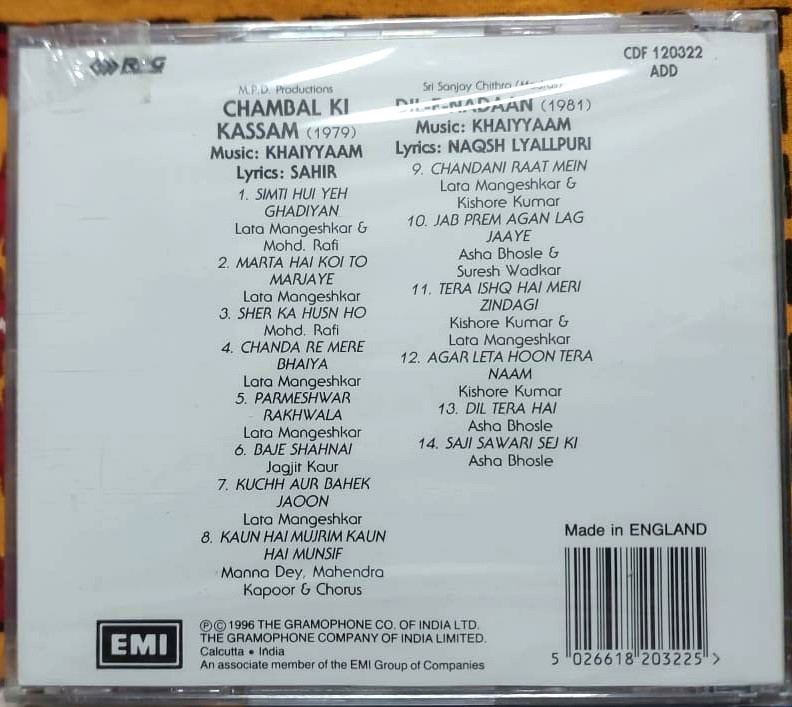 RPG
CDF 120322
ADD
M.P.D. Productions
CHAMBAL KI
KASSAM (1979)
Music: KHAIYYAAM
Lyrics: SAHIR
1. SIMTI HUI YEH
GHADIYAN
Lata Mangeshkar &
Mohd. Rafi
2. MARTA HAI KOI TO
MARJAYE
Lata Mangeshkar
3. SHER KA HUSN HO
Mohd. Rafi
4. CHANDA RE MERE
BHAIYA
Lata Mangeshkar
5. PARMESHWAR
RAKHWALA
Lata Mangeshkar
6. BAJE SHAHNAI
Jagjit Kaur
7. KUCHH AUR BAHEK
JAOON
Lata Mangeshkar
8. KAUN HAI MUJRIM KAUN
HAI MUNSIF
Manna Dey, Mahendra
Kapoor & Chorus
Sri Sanjay Chithra (Madras)
DIL-E-NADAAN (1981)
Music: KHAIYYAAM
Lyrics: NAQSH LYALLPURI
9. CHANDANI RAAT MEIN
Lata Mangeshkar &
Kishore Kumar
10. JAB PREM AGAN LAG
JAAYE
Asha Bhosle &
Suresh Wadkar
11. TERA ISHQ HAI MERI
ZINDAGI
Kishore Kumar &
Lata Mangeshkar
12. AGAR LETA HOON TERA
NAAM
Kishore Kumar
13. DIL TERA HAI
Asha Bhosle
14. SAJI SAWARI SEJ KI
Asha Bhosle
Made in ENGLAND
5 026618 203225 >
EMI
℗© 1996 THE GRAMOPHONE CO. OF INDIA LTD.
THE GRAMOPHONE COMPANY OF INDIA LIMITED.
Calcutta • India
An associate member of the EMI Group of Companies